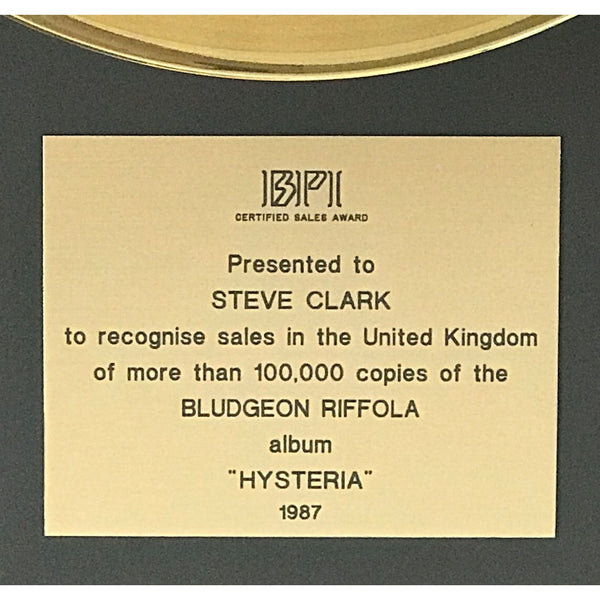 BPI
CERTIFIED SALES AWARD
Presented to
STEVE CLARK
to recognise sales in the United Kingdom
of more than 100,000 copies of the
BLUDGEON RIFFOLA
album
"HYSTERIA"
1987